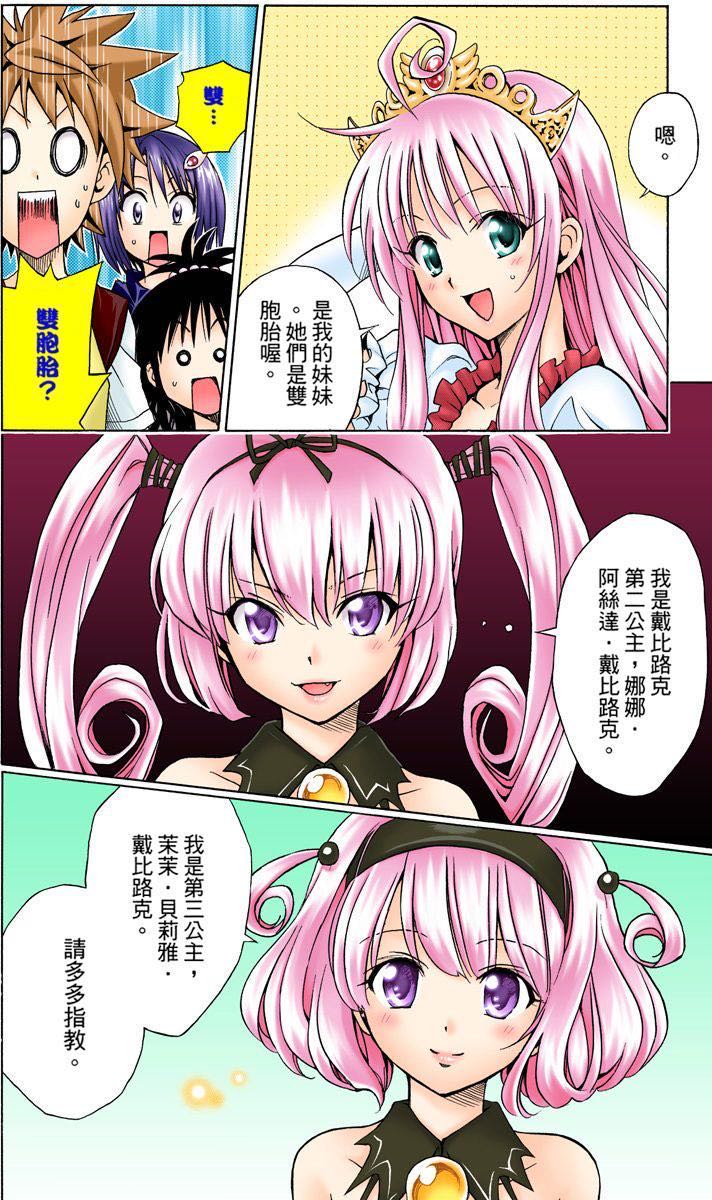 嗯。
是我的妹妹
。她們是雙
胞胎喔。
雙…
雙胞胎？
我是戴比路克
第二公主，娜娜·
阿絲達·戴比路克。
我是第三公主，
茉茉·貝莉雅·
戴比路克。
請多多指教。